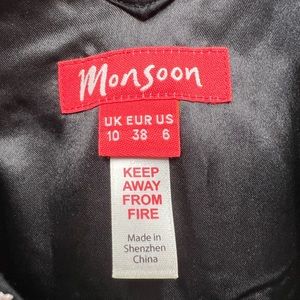 Monsoon
UK EUR US
10 38 6
KEEP
AWAY
FROM
FIRE
Made in
Shenzhen
China